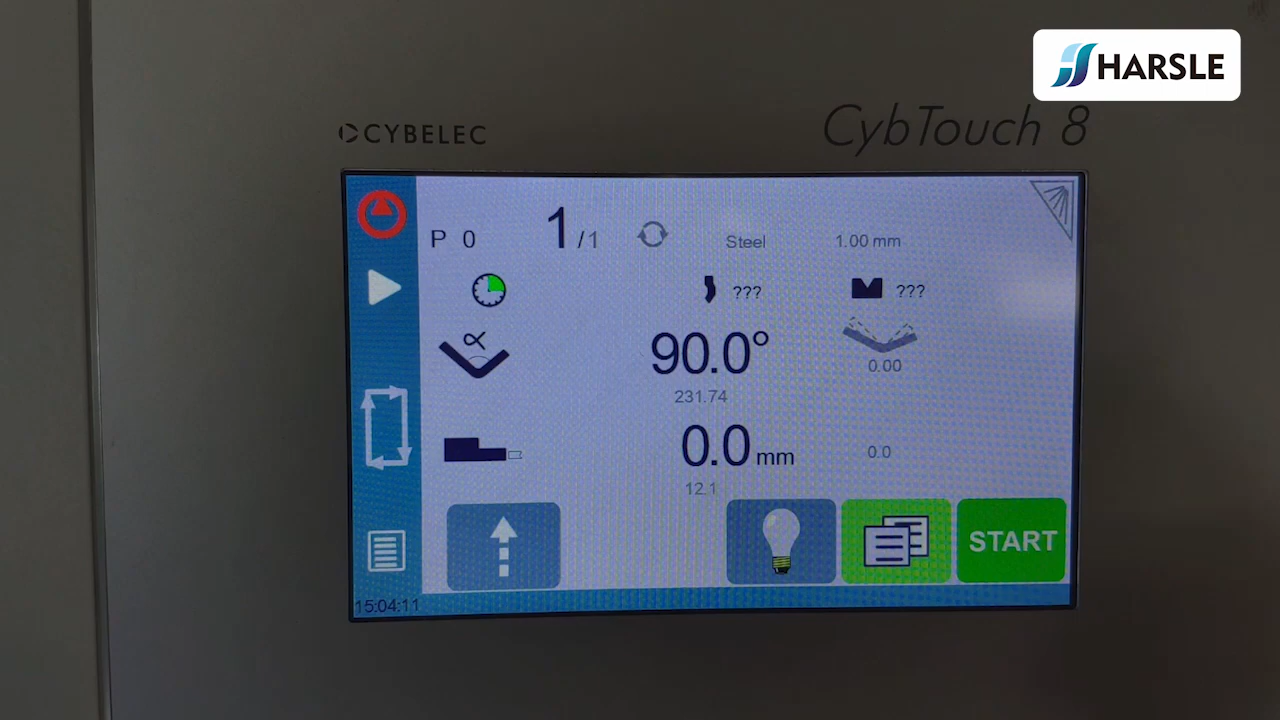 HARSLE
CYBELEC
CybTouch 8
P 0
1/1
Steel
1.00 mm
???
???
α
90.0°
0.00
231.74
0.0 mm
0.0
12.1
START
15:04:11